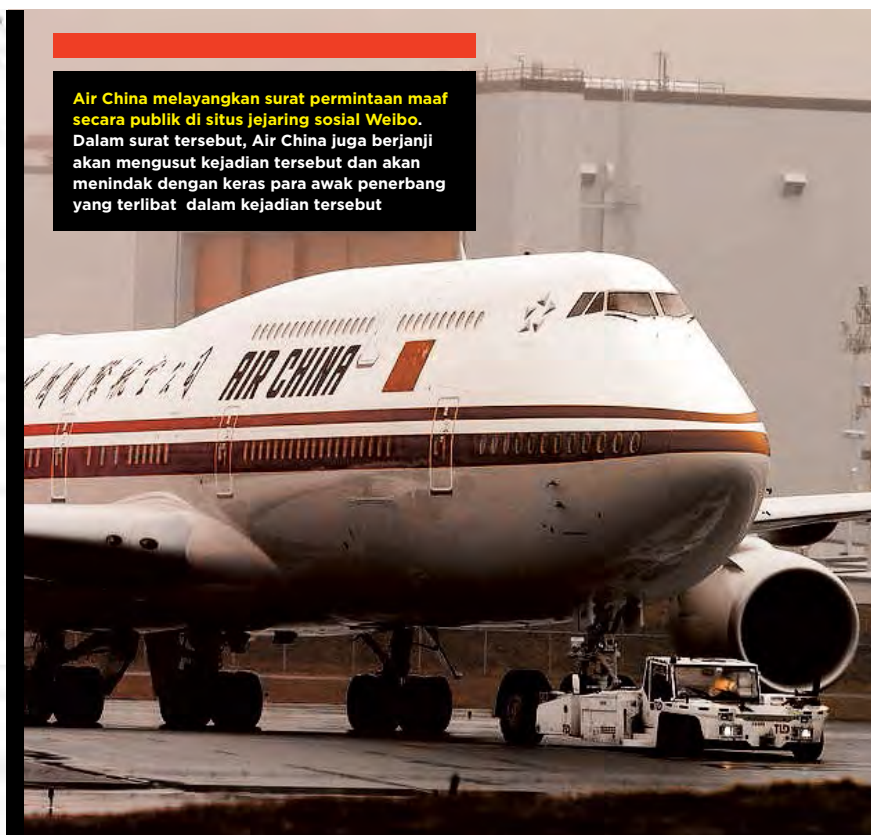 Air China melayangkan surat permintaan maaf
secara publik di situs jejaring sosial Weibo.
Dalam surat tersebut, Air China juga berjanji
akan mengusut kejadian tersebut dan akan
menindak dengan keras para awak penerbang
yang terlibat dalam kejadian tersebut
AIR CHINA
TLD